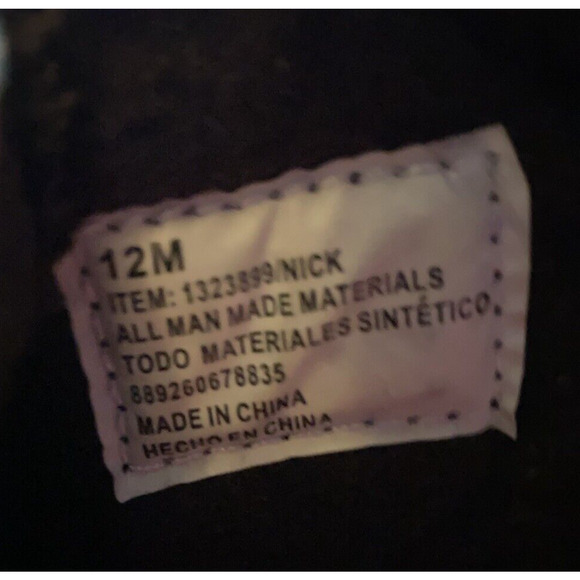 12M
ITEM: 1323899/NICK
ALL MAN MADE MATERIALS
TODO MATERIALES SINTÉTICO
889260678835
MADE IN CHINA
HECHO EN CHINA